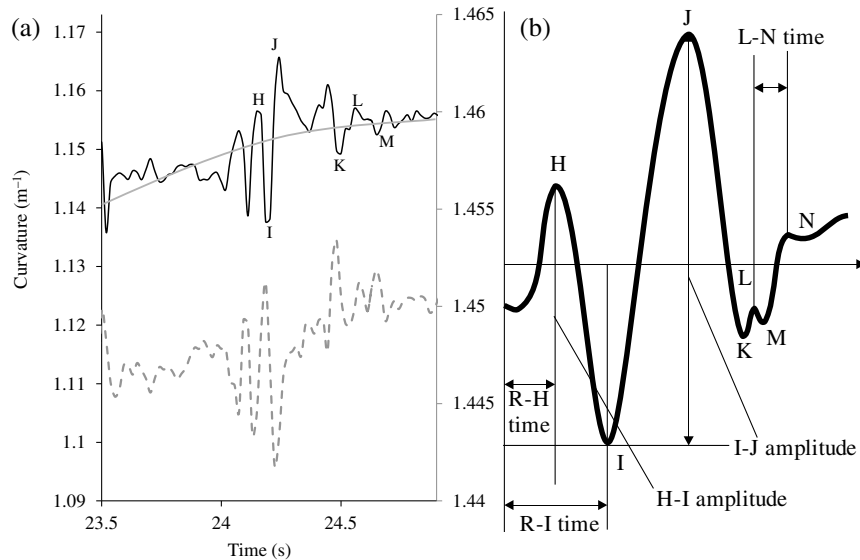 (a)
1.17
1.16
1.15
1.14
1.13
1.12
1.11
1.1
1.09
Curvature (m⁻¹)
23.5
24
24.5
Time (s)
1.465
1.46
1.455
1.45
1.445
1.44
H
I
J
K
L
M
(b)
J
L-N time
H
N
L
K
M
I
R-H
time
R-I time
I-J amplitude
H-I amplitude